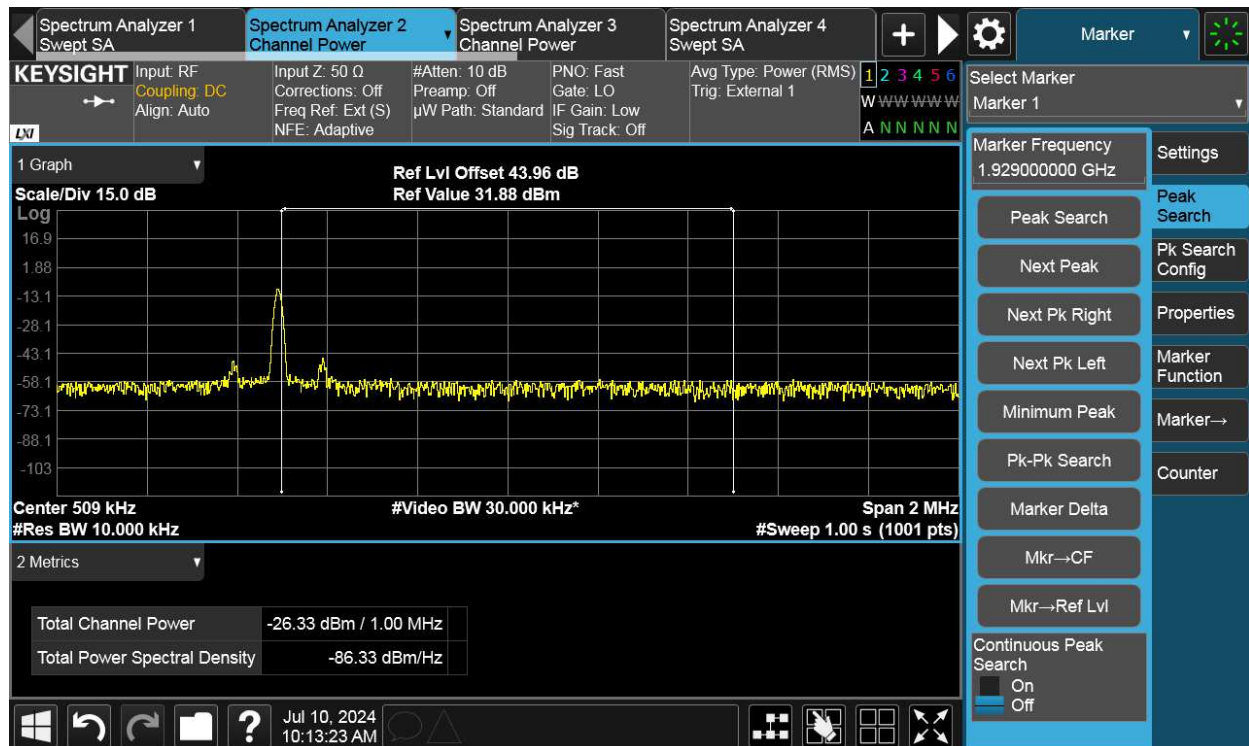 Spectrum Analyzer 1
Swept SA
Spectrum Analyzer 2
Channel Power
Spectrum Analyzer 3
Channel Power
Spectrum Analyzer 4
Swept SA
Marker
KEYSIGHT
LXI
Input: RF
Coupling: DC
Align: Auto
Input Z: 50 Ω
Corrections: Off
Freq Ref: Ext (S)
NFE: Adaptive
#Atten: 10 dB
Preamp: Off
µW Path: Standard
PNO: Fast
Gate: LO
IF Gain: Low
Sig Track: Off
Avg Type: Power (RMS)
Trig: External 1
1 2 3 4 5 6
W W W W W W
A N N N N N
1 Graph
Scale/Div 15.0 dB
Ref Lvl Offset 43.96 dB
Ref Value 31.88 dBm
Log
16.9
1.88
-13.1
-28.1
-43.1
-58.1
-73.1
-88.1
-103
Center 509 kHz
#Video BW 30.000 kHz*
Span 2 MHz
#Res BW 10.000 kHz
#Sweep 1.00 s (1001 pts)
2 Metrics
Total Channel Power -26.33 dBm / 1.00 MHz
Total Power Spectral Density -86.33 dBm/Hz
?
Jul 10, 2024
10:13:23 AM
Select Marker
Marker 1
Marker Frequency
1.929000000 GHz
Peak Search
Next Peak
Next Pk Right
Next Pk Left
Minimum Peak
Pk-Pk Search
Marker Delta
Mkr→CF
Mkr→Ref Lvl
Continuous Peak
Search
On
Off
Settings
Peak
Search
Pk Search
Config
Properties
Marker
Function
Marker→
Counter